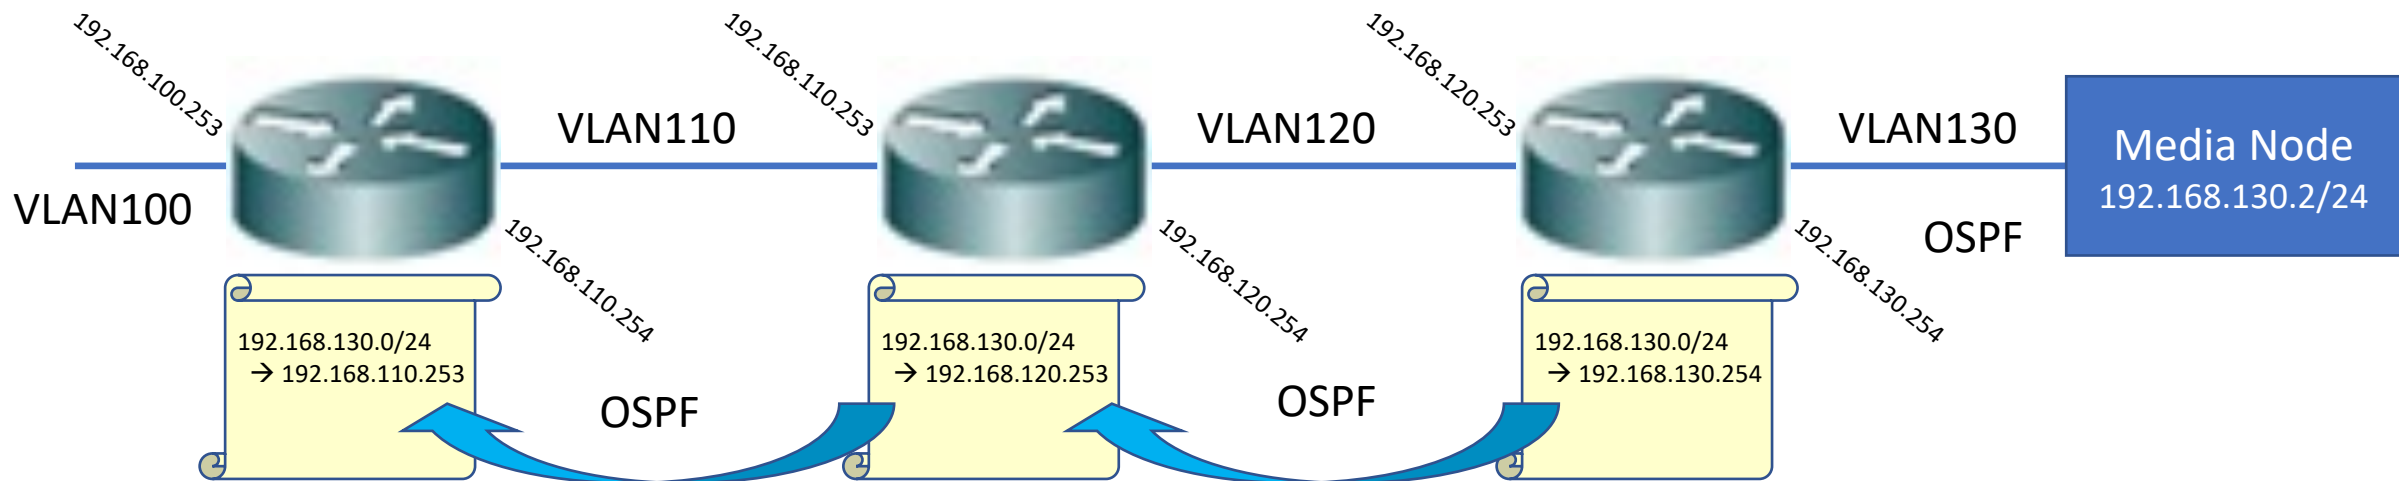 192.168.100.253
192.168.110.253
192.168.120.253
VLAN100
VLAN110
VLAN120
VLAN130
Media Node
192.168.130.2/24
OSPF
192.168.110.254
192.168.120.254
192.168.130.254
192.168.130.0/24
→ 192.168.110.253
192.168.130.0/24
→ 192.168.120.253
192.168.130.0/24
→ 192.168.130.254
OSPF
OSPF